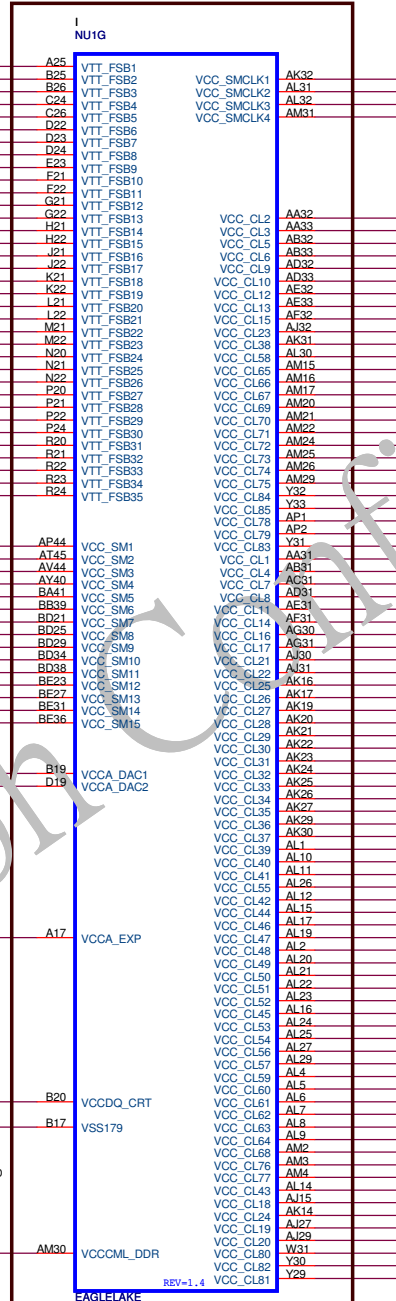 I
NU1G
A25 VTT_FSB1
B25 VTT_FSB2
B26 VTT_FSB3
C24 VTT_FSB4
C26 VTT_FSB5
D22 VTT_FSB6
D23 VTT_FSB7
D24 VTT_FSB8
E23 VTT_FSB9
F21 VTT_FSB10
F22 VTT_FSB11
G21 VTT_FSB12
G22 VTT_FSB13
H21 VTT_FSB14
H22 VTT_FSB15
J21 VTT_FSB16
J22 VTT_FSB17
K21 VTT_FSB18
K22 VTT_FSB19
L21 VTT_FSB20
L22 VTT_FSB21
M21 VTT_FSB22
M22 VTT_FSB23
N20 VTT_FSB24
N21 VTT_FSB25
N22 VTT_FSB26
P20 VTT_FSB27
P21 VTT_FSB28
P22 VTT_FSB29
P24 VTT_FSB30
R20 VTT_FSB31
R21 VTT_FSB32
R22 VTT_FSB33
R23 VTT_FSB34
R24 VTT_FSB35
AP44 VCC_SM1
AT45 VCC_SM2
AV44 VCC_SM3
AY40 VCC_SM4
BA41 VCC_SM5
BB39 VCC_SM6
BD21 VCC_SM7
BD25 VCC_SM8
BD29 VCC_SM9
BD34 VCC_SM10
BD38 VCC_SM11
BE23 VCC_SM12
BE27 VCC_SM13
BE31 VCC_SM14
BE36 VCC_SM15
B19 VCCA_DAC1
D19 VCCA_DAC2
A17 VCCA_EXP
B20 VCCDQ_CRT
B17 VSS179
AM30 VCCCML_DDR
VCC_SMCLK1 AK32
VCC_SMCLK2 AL31
VCC_SMCLK3 AL32
VCC_SMCLK4 AM31
VCC_CL2 AA32
VCC_CL3 AA33
VCC_CL5 AB32
VCC_CL6 AB33
VCC_CL9 AD32
VCC_CL10 AD33
VCC_CL12 AE32
VCC_CL13 AE33
VCC_CL15 AF32
VCC_CL23 AJ32
VCC_CL38 AK31
VCC_CL58 AL30
VCC_CL65 AM15
VCC_CL66 AM16
VCC_CL67 AM17
VCC_CL69 AM20
VCC_CL70 AM21
VCC_CL71 AM22
VCC_CL72 AM24
VCC_CL73 AM25
VCC_CL74 AM26
VCC_CL75 AM29
VCC_CL84 Y32
VCC_CL85 Y33
VCC_CL78 AP1
VCC_CL79 AP2
VCC_CL83 Y31
VCC_CL1 AA31
VCC_CL4 AB31
VCC_CL7 AC31
VCC_CL8 AD31
VCC_CL11 AE31
VCC_CL14 AF31
VCC_CL16 AG30
VCC_CL17 AG31
VCC_CL21 AJ30
VCC_CL22 AJ31
VCC_CL25 AK16
VCC_CL26 AK17
VCC_CL27 AK19
VCC_CL28 AK20
VCC_CL29 AK21
VCC_CL30 AK22
VCC_CL31 AK23
VCC_CL32 AK24
VCC_CL33 AK25
VCC_CL34 AK26
VCC_CL35 AK27
VCC_CL36 AK29
VCC_CL37 AK30
VCC_CL39 AL1
VCC_CL40 AL10
VCC_CL41 AL11
VCC_CL55 AL26
VCC_CL42 AL12
VCC_CL44 AL15
VCC_CL46 AL17
VCC_CL47 AL19
VCC_CL48 AL2
VCC_CL49 AL20
VCC_CL50 AL21
VCC_CL51 AL22
VCC_CL52 AL23
VCC_CL45 AL16
VCC_CL53 AL24
VCC_CL54 AL25
VCC_CL56 AL27
VCC_CL57 AL29
VCC_CL59 AL4
VCC_CL60 AL5
VCC_CL61 AL6
VCC_CL62 AL7
VCC_CL63 AL8
VCC_CL64 AL9
VCC_CL68 AM2
VCC_CL76 AM3
VCC_CL77 AM4
VCC_CL43 AL14
VCC_CL18 AJ15
VCC_CL24 AK14
VCC_CL19 AJ27
VCC_CL20 AJ29
VCC_CL80 W31
VCC_CL82 Y30
VCC_CL81 Y29
REV=1.4
EAGLELAKE